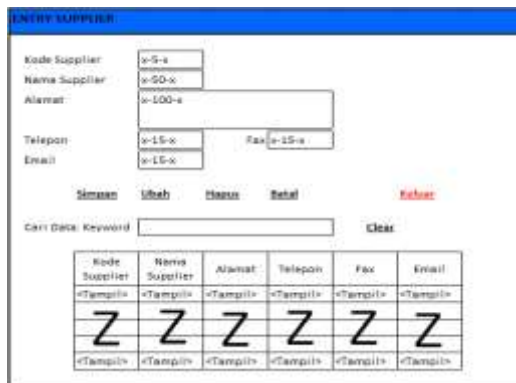 ENTRY SUPPLIER
Kode Supplier x-5-x
Nama Supplier x-50-x
Alamat x-100-x
Telepon x-15-x Fax x-15-x
Email x-15-x
Simpan Ubah Hapus Batal Keluar
Cari Data: Keyword Clear
Kode Supplier Nama Supplier Alamat Telepon Fax Email
<Tampil> <Tampil> <Tampil> <Tampil> <Tampil> <Tampil>
Z Z Z Z Z Z
<Tampil> <Tampil> <Tampil> <Tampil> <Tampil> <Tampil>